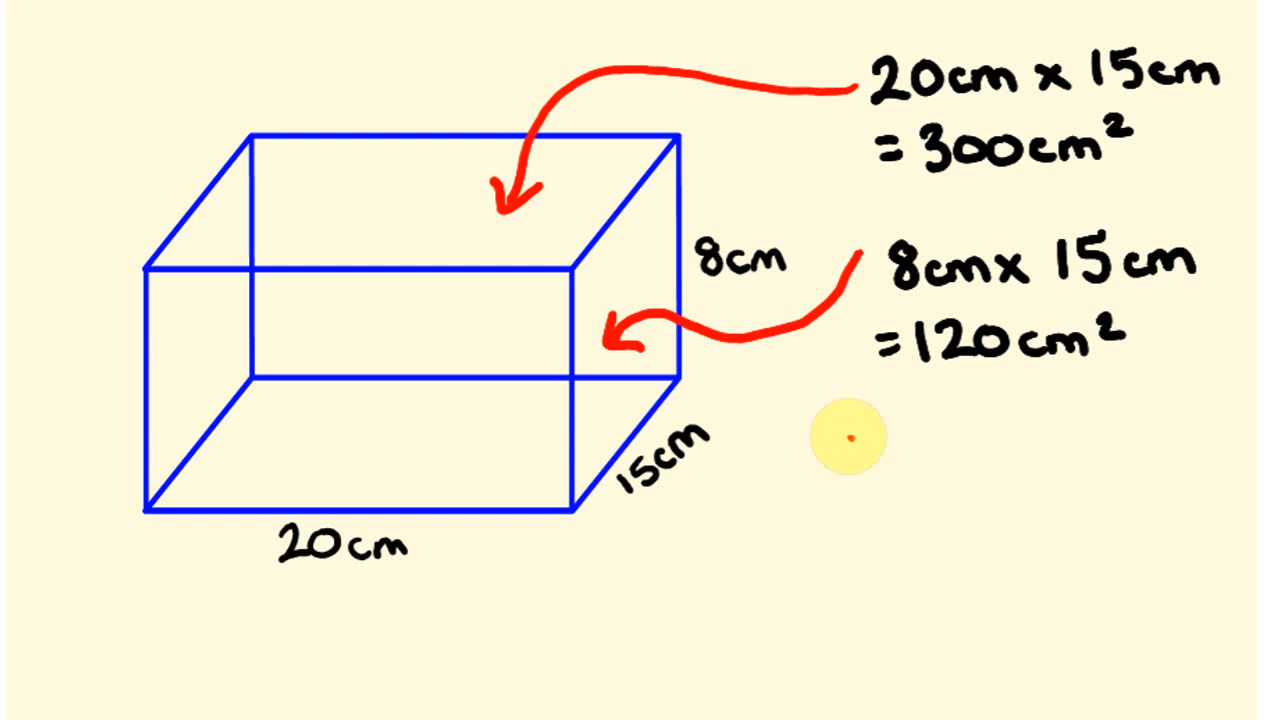 20cm x 15cm
= 300cm²
8cm
8cm x 15cm
= 120cm²
15cm
20cm